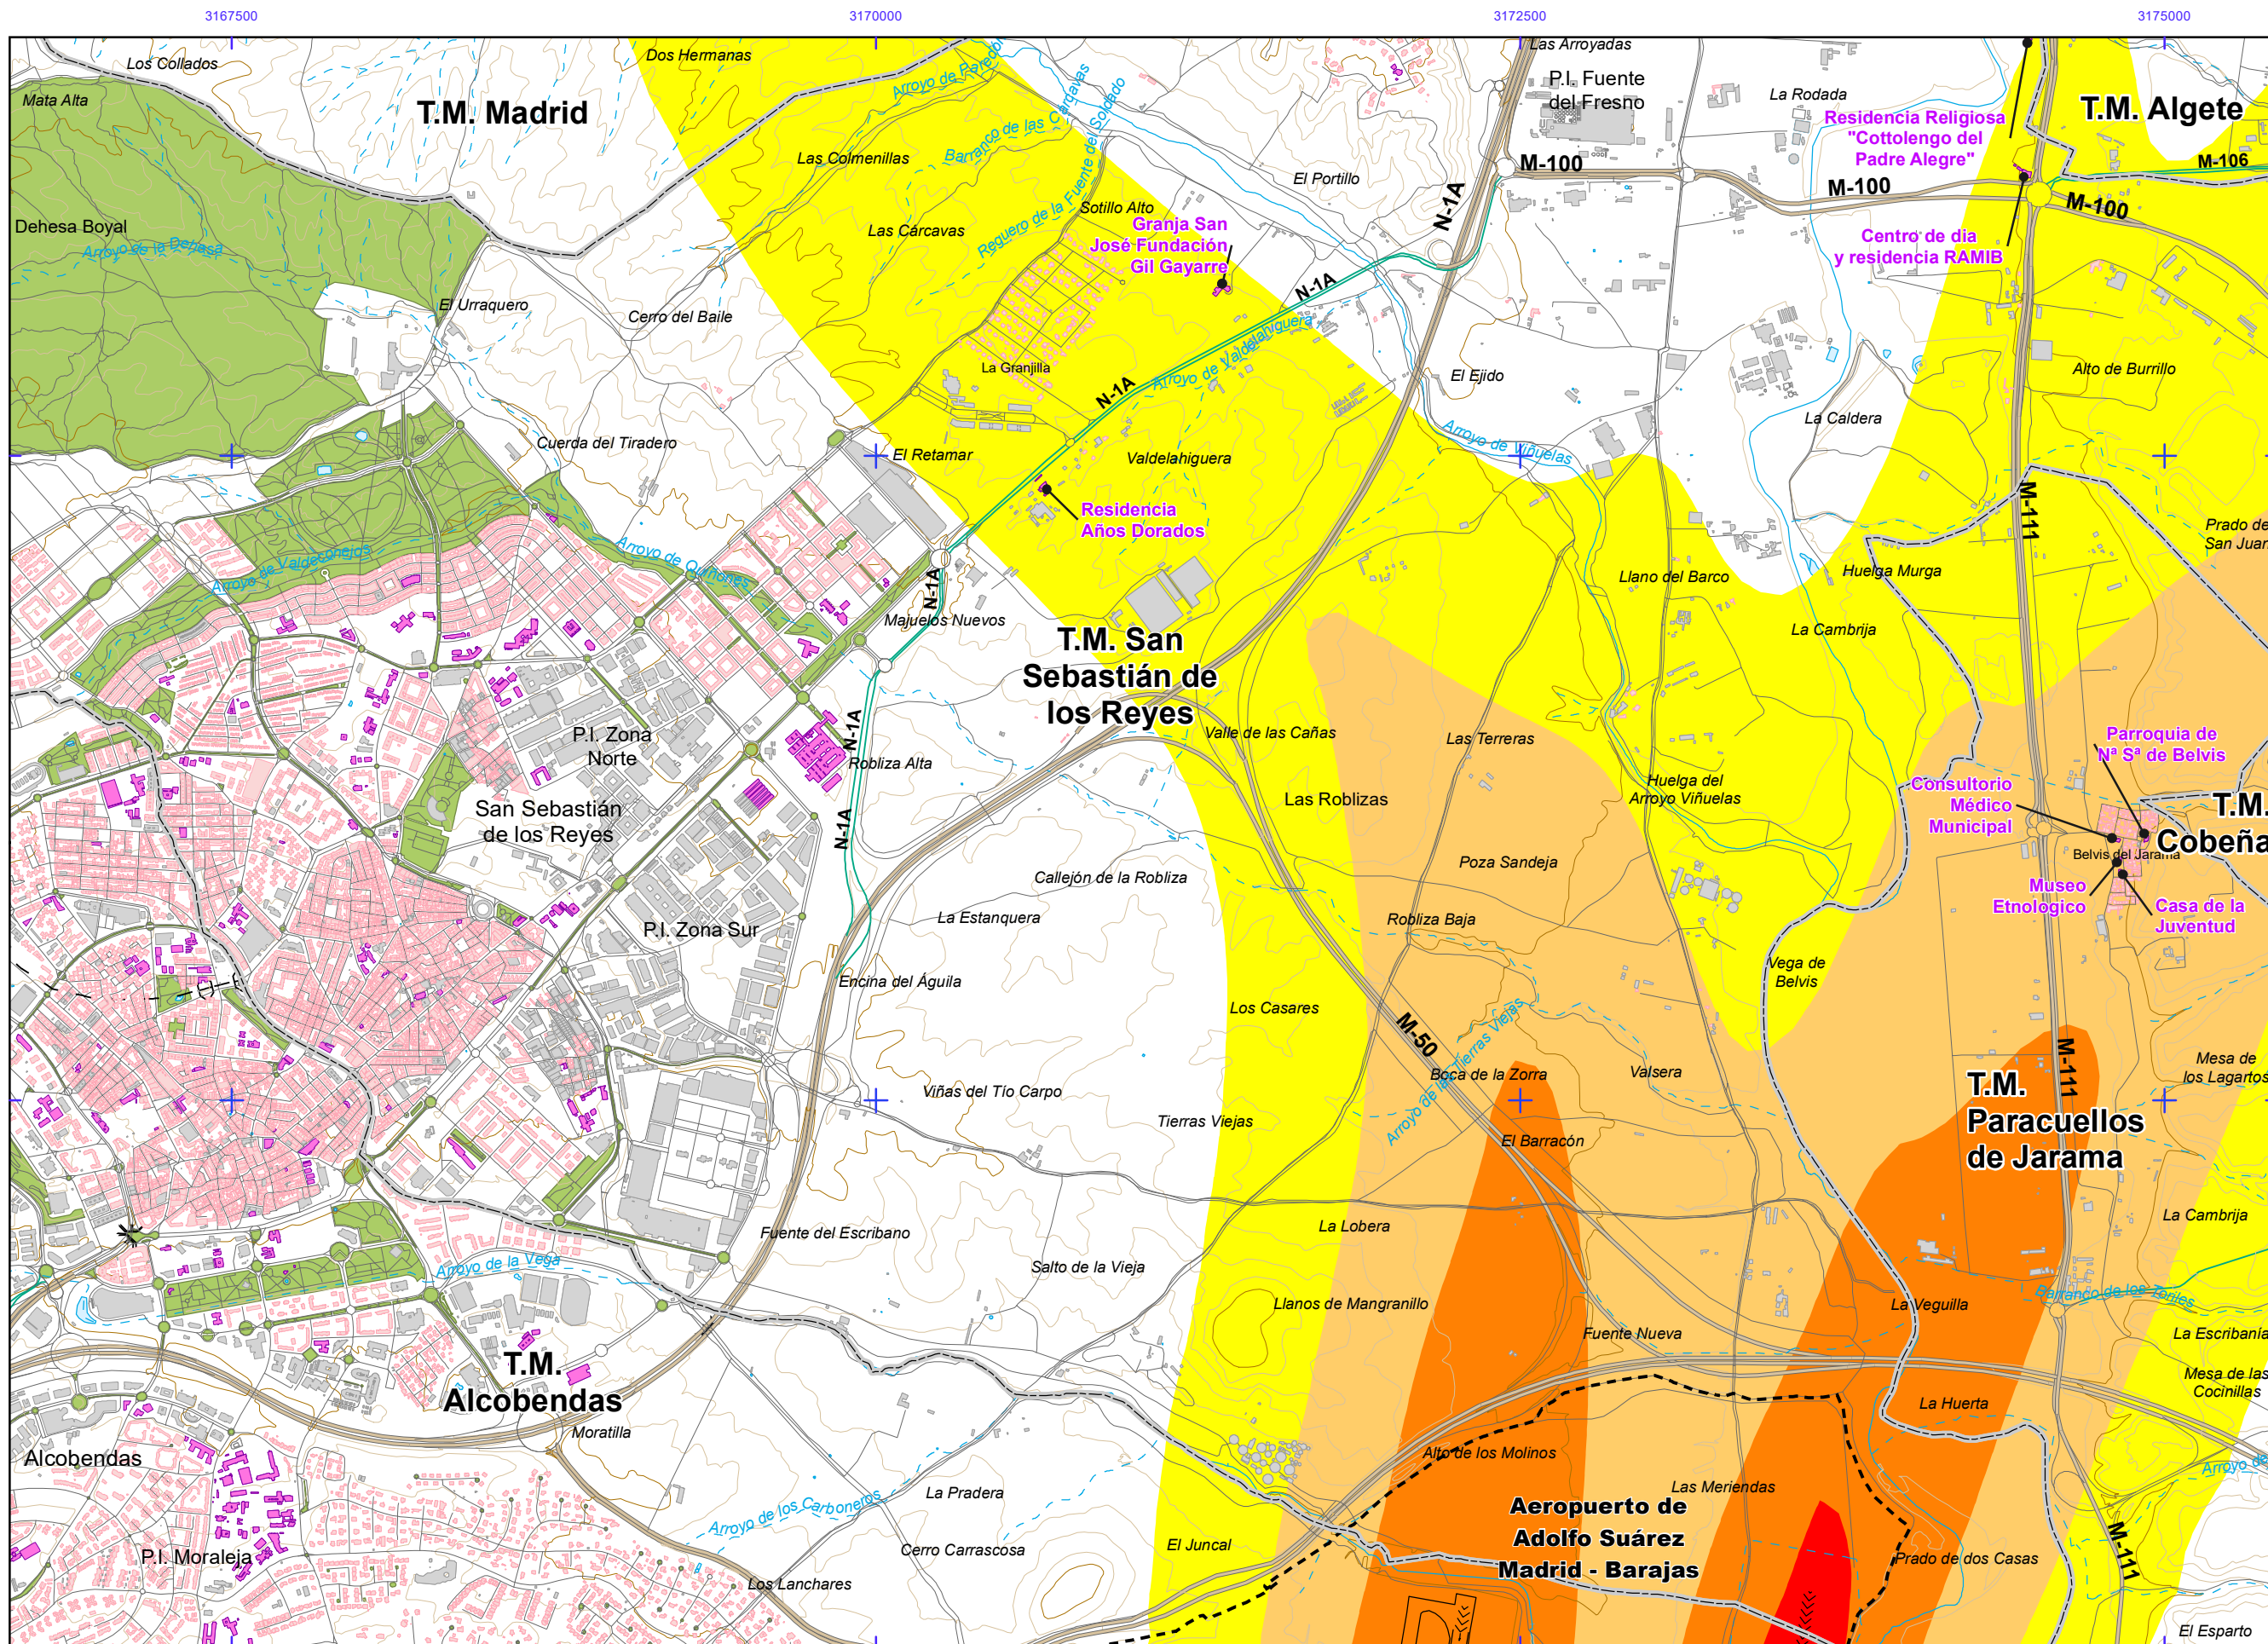 3167500
3170000
3172500
3175000
Los Collados
Dos Hermanas
Las Arroyadas
Mata Alta
T.M. Madrid
Arroyo de Paredon
P.I. Fuente
del Fresno
La Rodada
T.M. Algete
Residencia Religiosa
"Cottolengo del
Padre Alegre"
Las Colmenillas
Barranco de las Cárcavas
Reguero de la Fuente del Soldado
El Portillo
M-100
M-100
M-106
M-100
N-1A
Dehesa Boyal
Arroyo de la Dehasa
Las Cárcavas
Sotillo Alto
Granja San
José Fundación
Gil Gayarre
Centro de dia
y residencia RAMIB
El Urraquero
Cerro del Baile
N-1A
Arroyo de Valdelahiguera
La Granjilla
N-1A
El Ejido
Alto de Burrillo
La Caldera
Cuerda del Tiradero
El Retamar
Valdelahiguera
Arroyo de Viñuelas
Residencia
Años Dorados
M-111
Prado de
San Juan
Arroyo de Valdeconejos
Arroyo de Quiñones
N-1A
Llano del Barco
Huelga Murga
Majuelos Nuevos
La Cambrija
T.M. San
Sebastián de
los Reyes
P.I. Zona
Norte
N-1A
Valle de las Cañas
Las Terreras
Parroquia de
Nª Sª de Belvis
Robliza Alta
Huelga del
Arroyo Viñuelas
Consultorio
Médico
Municipal
San Sebastián
de los Reyes
Las Roblizas
T.M.
Cobeña
N-1A
Belvis del Jarama
Poza Sandeja
Callejón de la Robliza
Museo
Etnologico
Casa de la
Juventud
La Estanquera
Robliza Baja
P.I. Zona Sur
Vega de
Belvis
Encina del Águila
Los Casares
M-50
Arroyo de las Tierras Viejas
M-111
Boca de la Zorra
Valsera
Mesa de
los Lagartos
Viñas del Tío Carpo
Tierras Viejas
T.M.
Paracuellos
de Jarama
El Barracón
Fuente del Escribano
La Lobera
La Cambrija
Arroyo de la Vega
Salto de la Vieja
Llanos de Mangranillo
La Veguilla
Barranco de los Toriles
Fuente Nueva
La Escribanía
T.M.
Alcobendas
Mesa de las
Cocinillas
La Huerta
Moratilla
Alcobendas
Alto de los Molinos
Arroyo de
La Pradera
Las Meriendas
Arroyo de los Carboneros
Aeropuerto de
Adolfo Suárez
Madrid - Barajas
El Juncal
Cerro Carrascosa
P.I. Moraleja
Prado de dos Casas
M-111
Los Lanchares
El Esparto